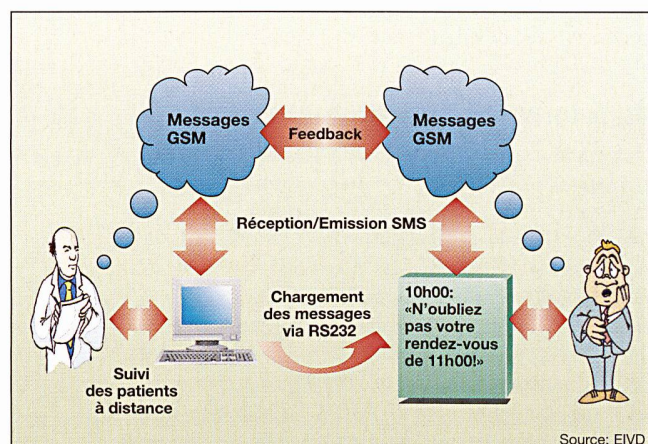 Messages
GSM
Feedback
Messages
GSM
Réception/Emission SMS
Chargement
des messages
via RS232
10h00:
«N'oubliez
pas votre
rendez-vous
de 11h00!»
Suivi
des patients
à distance
Source: EIVD